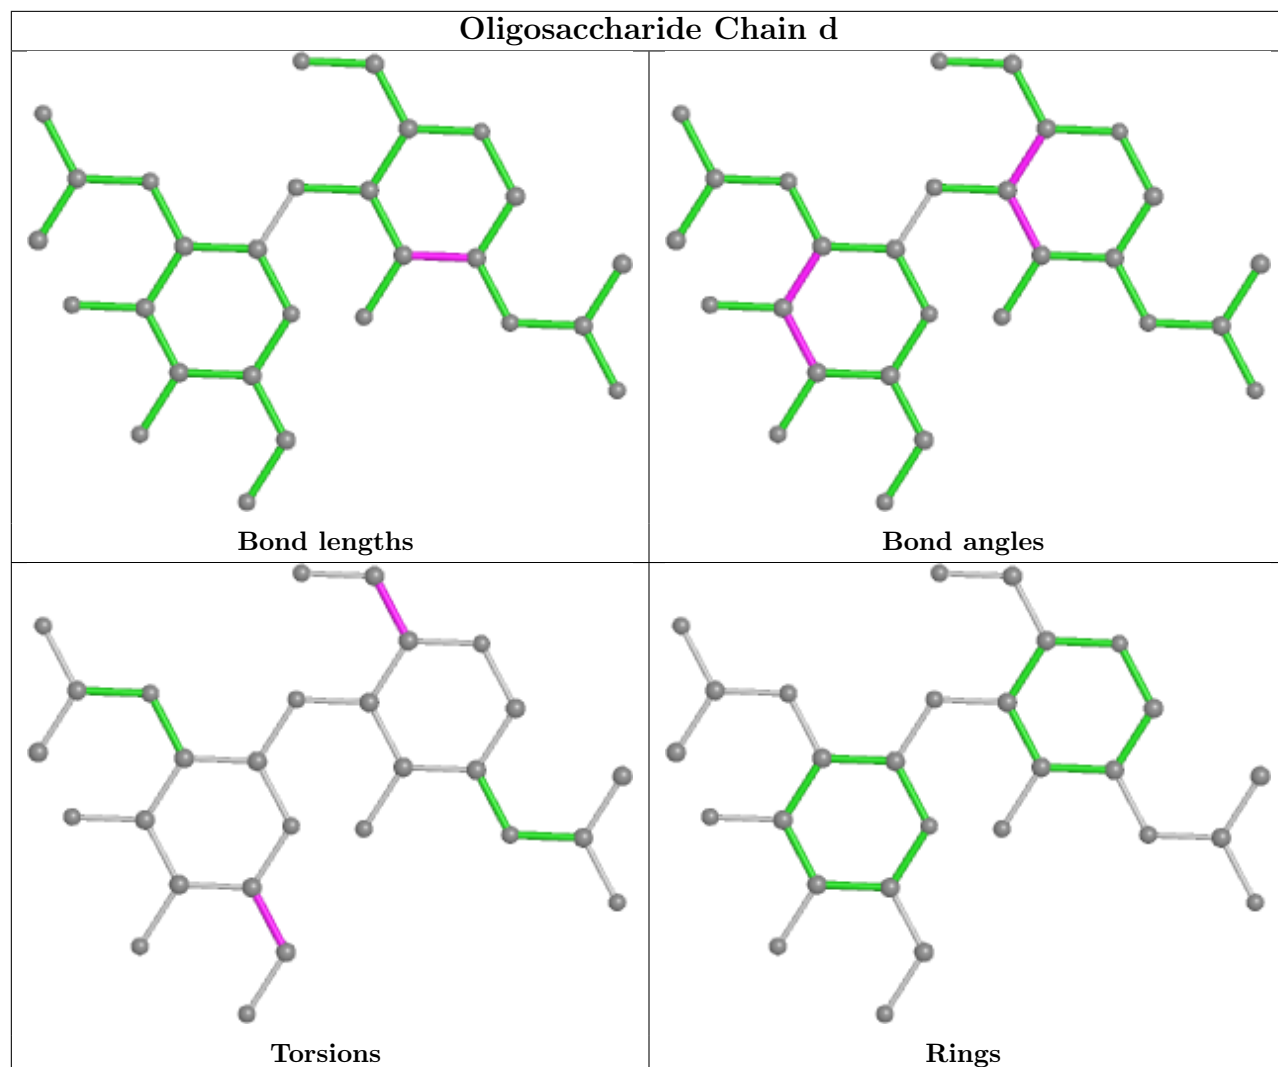 Oligosaccharide Chain d
Bond lengths
Bond angles
Torsions
Rings